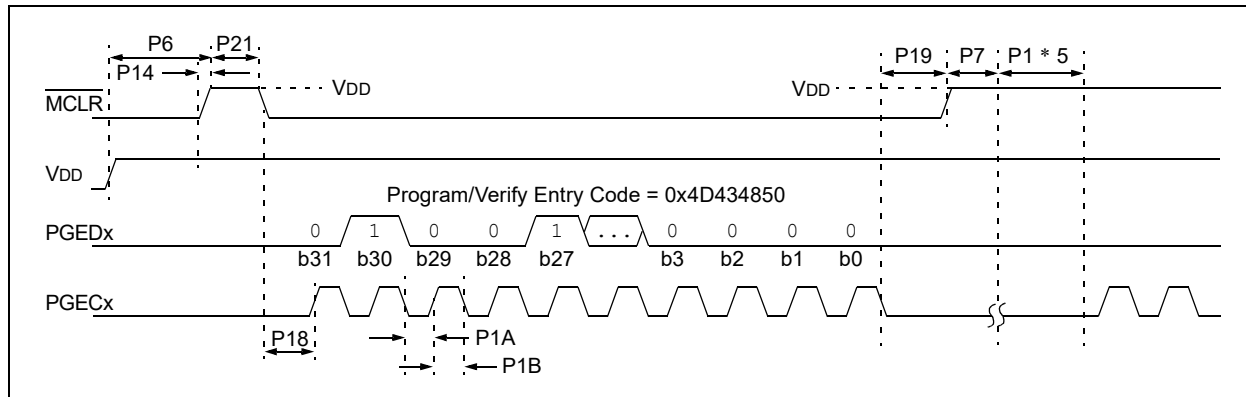 P6 P21 P19 P7 P1 * 5
P14
VDD VDD
MCLR
VDD
Program/Verify Entry Code = 0x4D434850
PGEDx 0 1 0 0 1 ... 0 0 0 0
b31 b30 b29 b28 b27 b3 b2 b1 b0
PGECx
P18 P1A
P1B